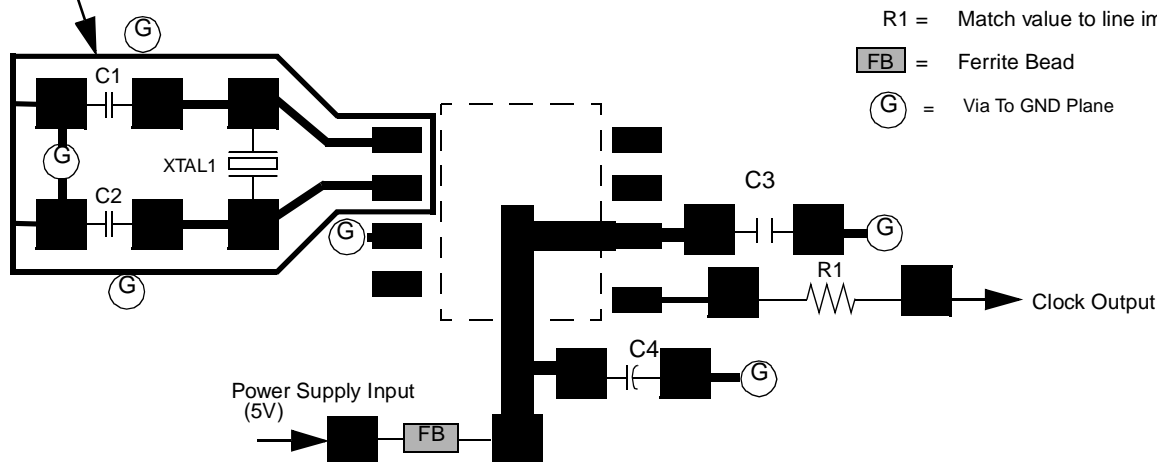 R1 = Match value to line
G
FB = Ferrite Bead
C1
G = Via To GND Plane
G
XTAL1
C3
C2
G
G
R1
G
Clock Output
C4
G
Power Supply Input
(5V)
FB